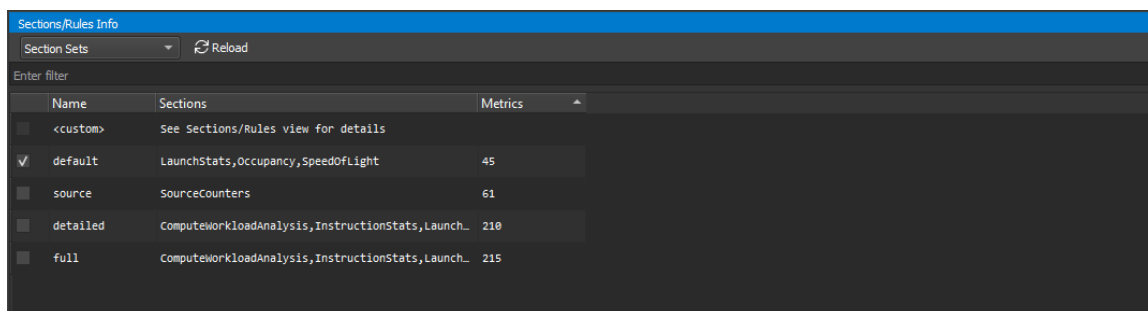 Sections/Rules Info
Section Sets Reload
Enter filter
Name Sections Metrics
<custom> See Sections/Rules view for details
default LaunchStats,Occupancy,SpeedOfLight 45
source SourceCounters 61
detailed ComputeWorkloadAnalysis,InstructionStats,Launch… 210
full ComputeWorkloadAnalysis,InstructionStats,Launch… 215